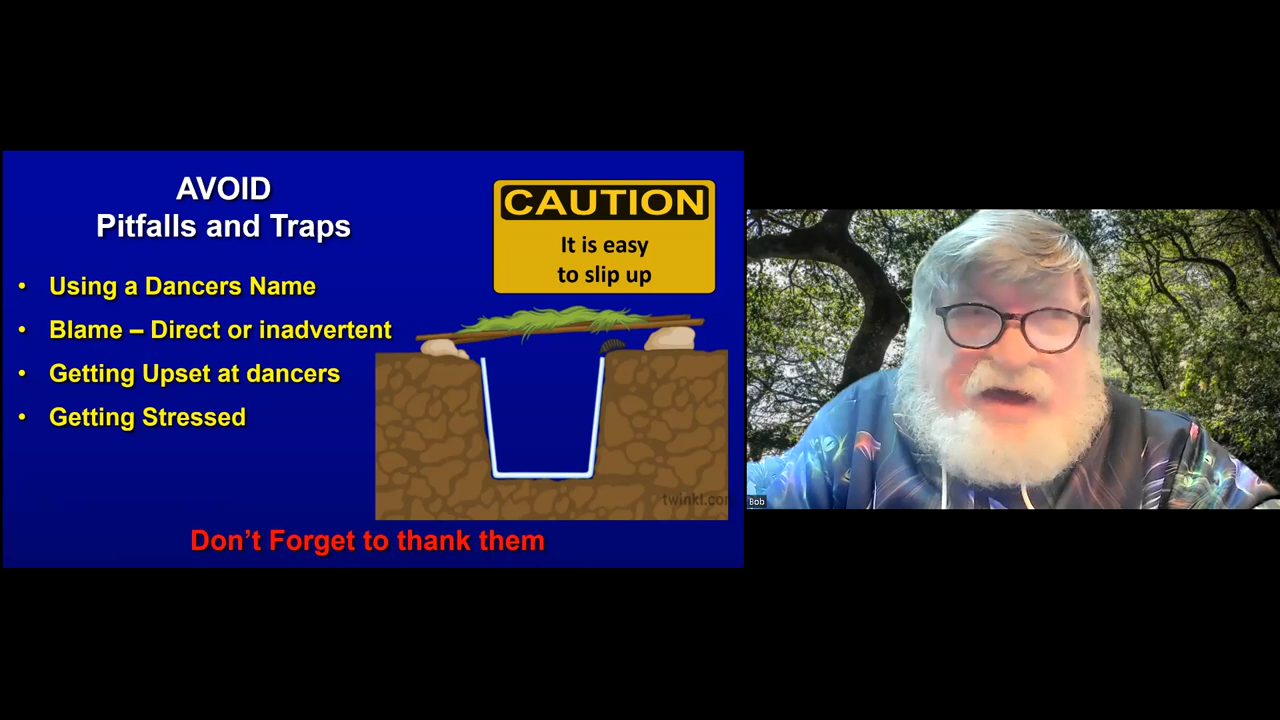 AVOID
Pitfalls and Traps
• Using a Dancers Name
• Blame – Direct or inadvertent
• Getting Upset at dancers
• Getting Stressed
CAUTION
It is easy
to slip up
twinkl.com
Don’t Forget to thank them
Bob